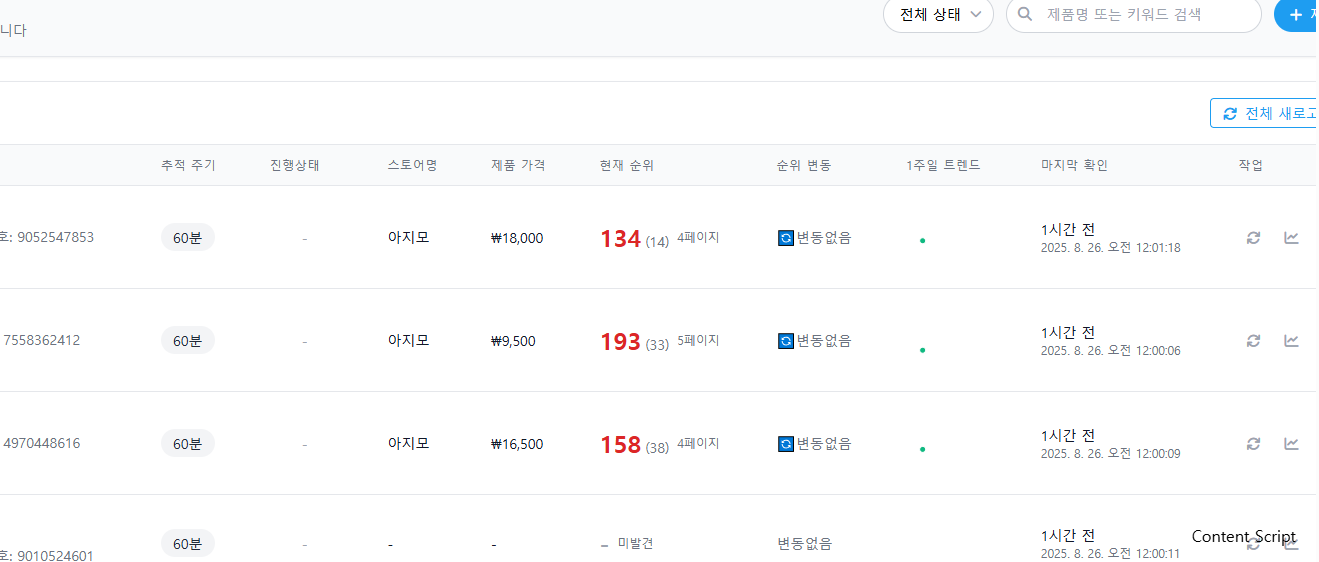 전체 상태
제품명 또는 키워드 검색
니다
전체 새로고
추적 주기 진행상태 스토어명 제품 가격 현재 순위 순위 변동 1주일 트렌드 마지막 확인 작업
호: 9052547853 60분 - 아지모 ₩18,000 134 (14) 4페이지 변동없음 1시간 전
2025. 8. 26. 오전 12:01:18
7558362412 60분 - 아지모 ₩9,500 193 (33) 5페이지 변동없음 1시간 전
2025. 8. 26. 오전 12:00:06
4970448616 60분 - 아지모 ₩16,500 158 (38) 4페이지 변동없음 1시간 전
2025. 8. 26. 오전 12:00:09
호: 9010524601 60분 - - - – 미발견 변동없음 1시간 전
2025. 8. 26. 오전 12:00:11
Content Script